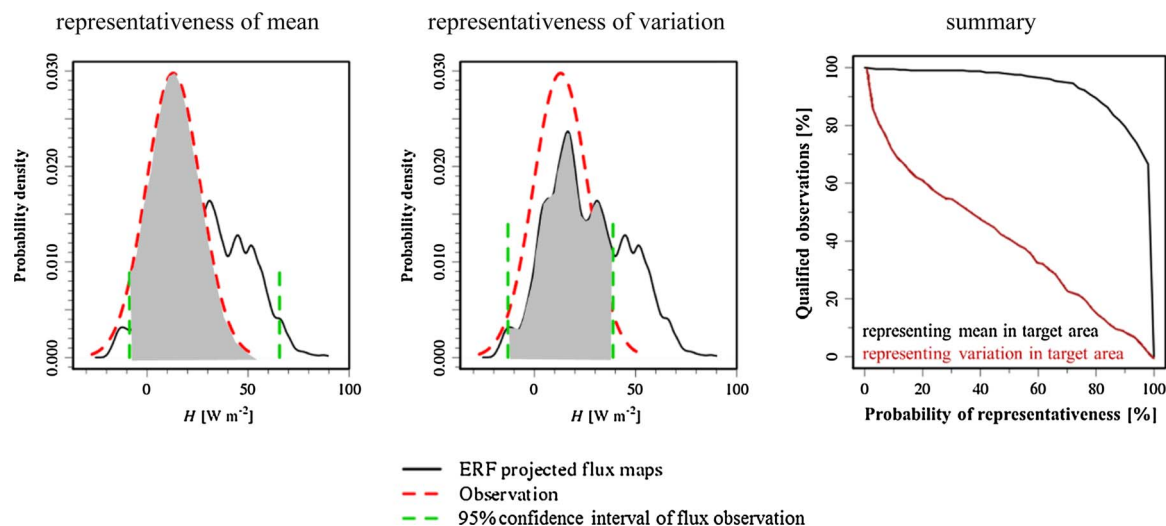 representativeness of mean
0.000 0.010 0.020 0.030
Probability density
0 50 100
H [W m⁻²]
representativeness of variation
0.000 0.010 0.020 0.030
Probability density
0 50 100
H [W m⁻²]
summary
0 20 40 60 80 100
Qualified observations [%]
representing mean in target area
representing variation in target area
0 20 40 60 80 100
Probability of representativeness [%]
ERF projected flux maps
Observation
95% confidence interval of flux observation